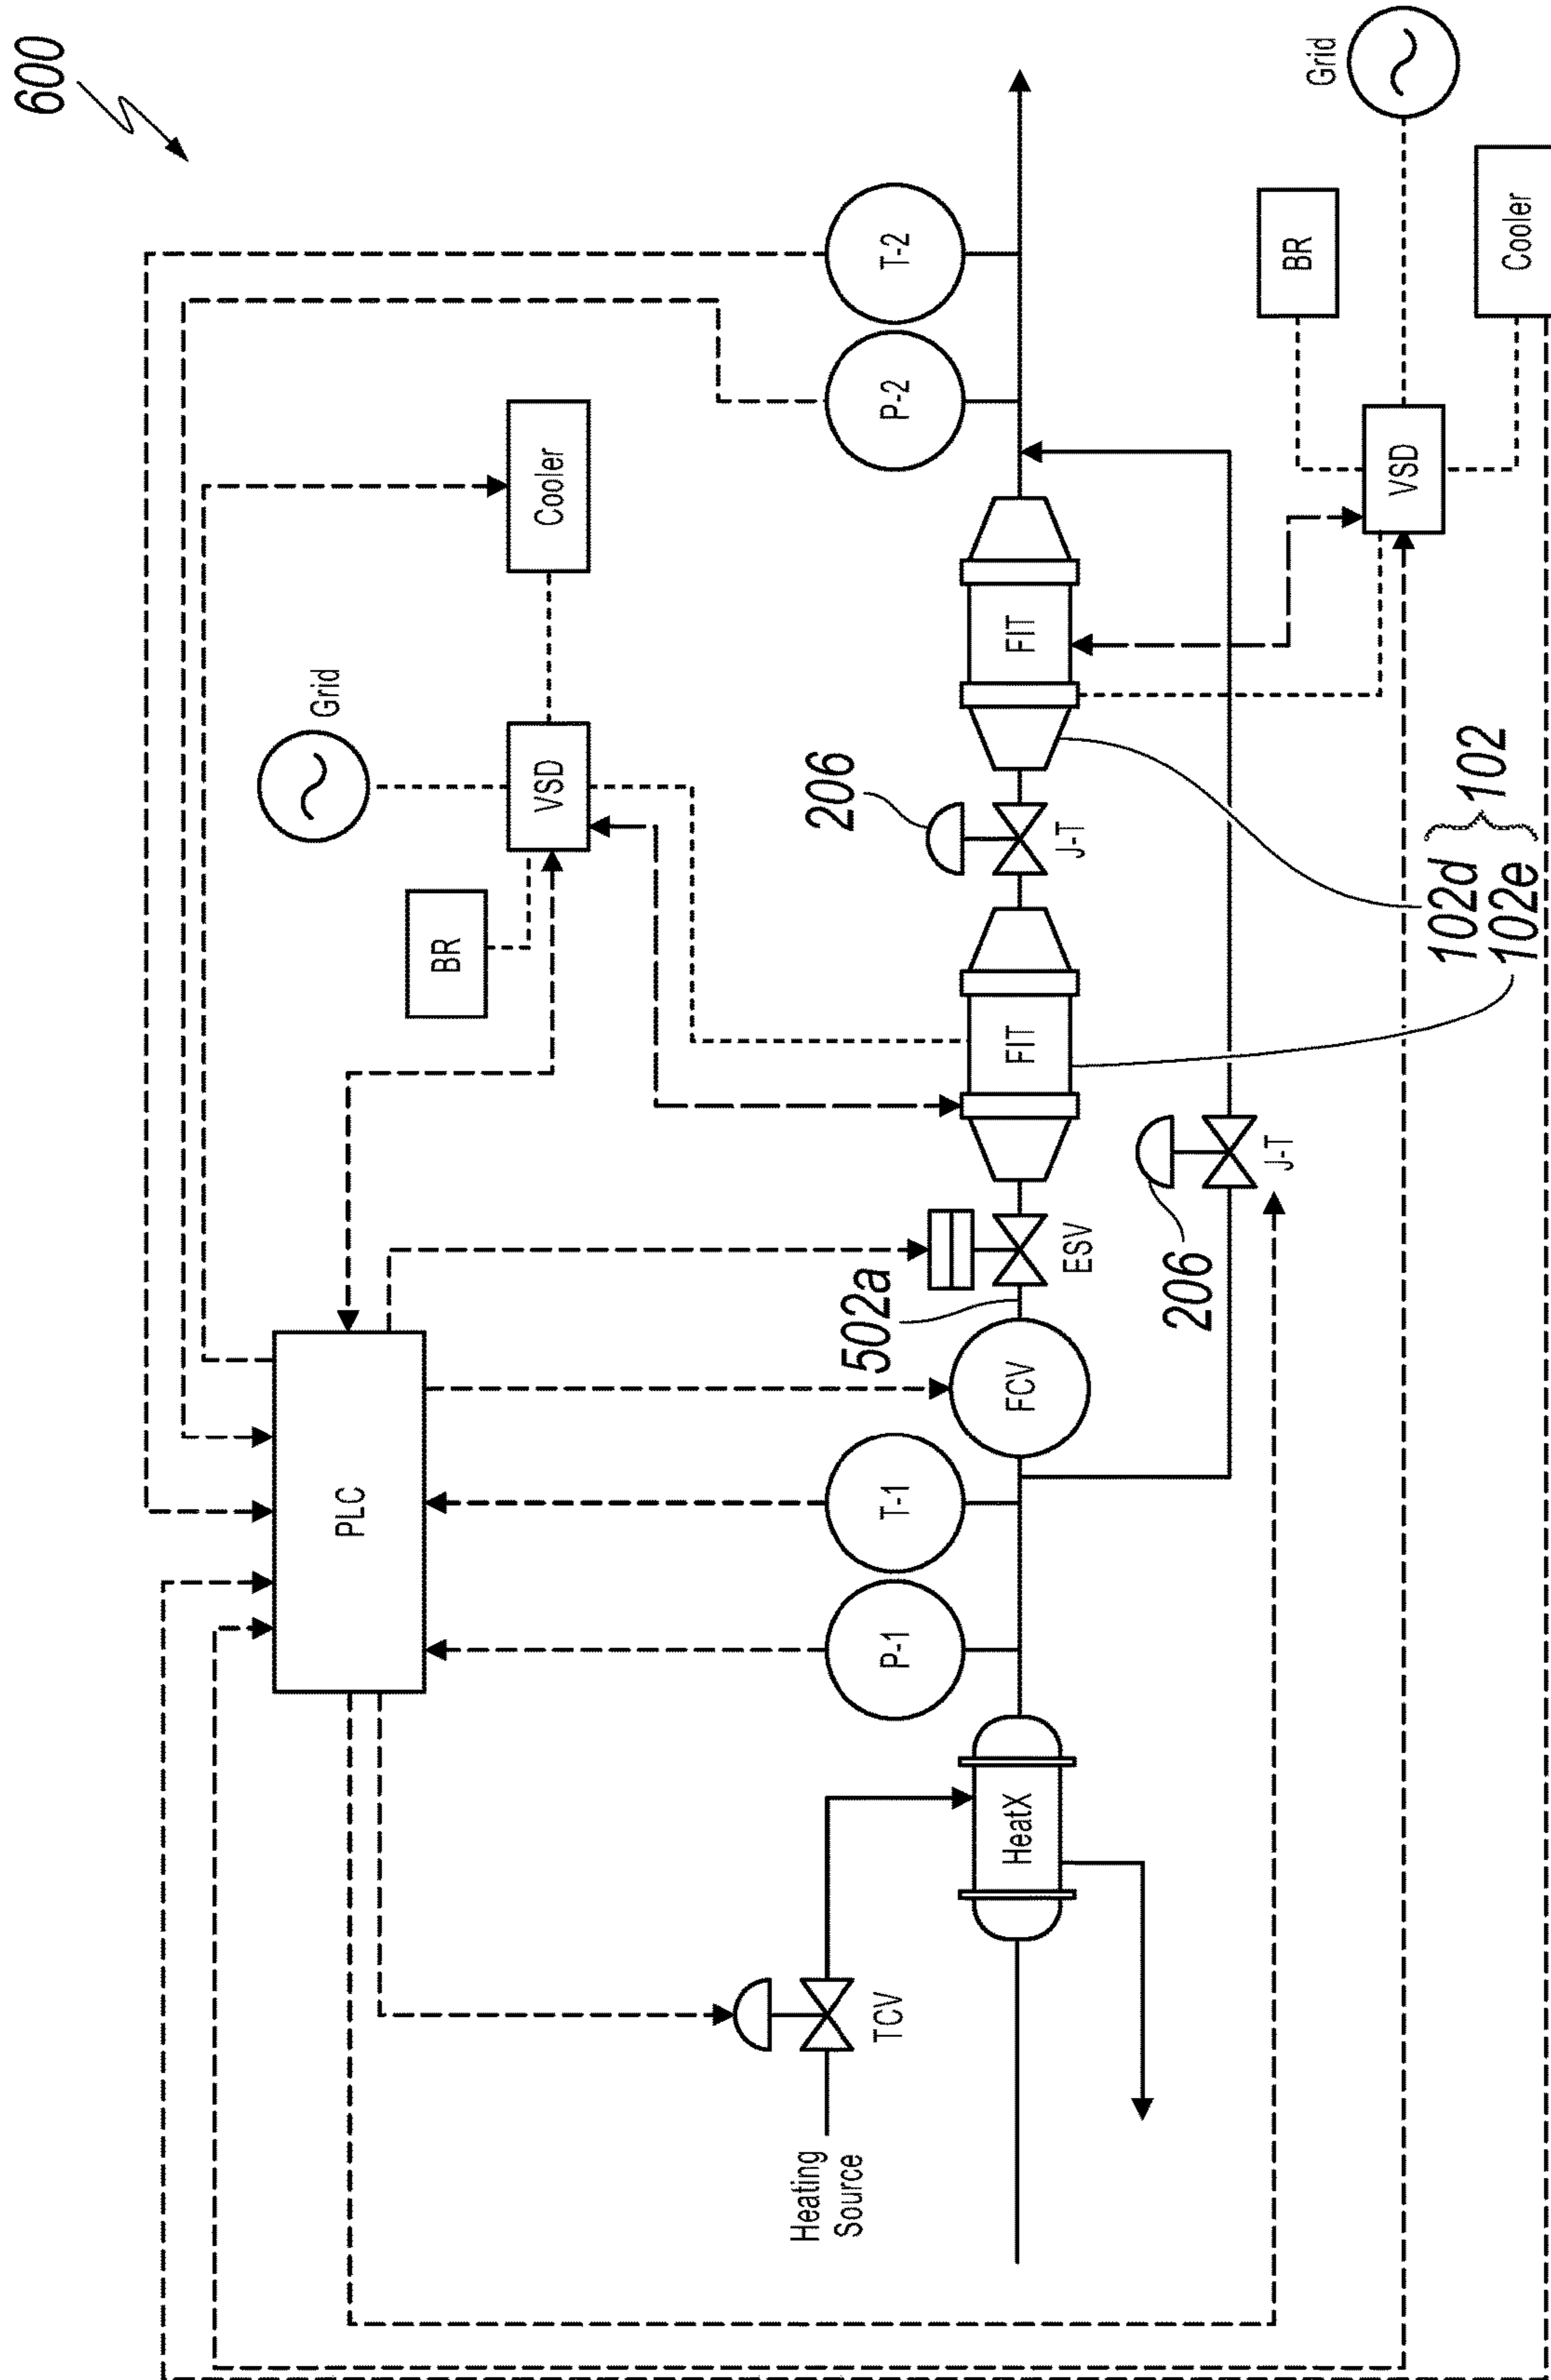 600
PLC
Grid
BR
VSD
Cooler
Heating
Source
TCV
HeatX
P-1
T-1
FCV
502a
ESV
FIT
206
J-T
FIT
P-2
T-2
206
J-T
102d
102e
102
VSD
BR
Cooler
Grid